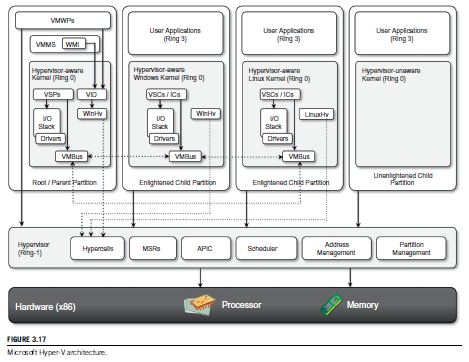 VMWPs
VMMS
WMI
Hypervisor-aware
Kernel (Ring 0)
VSPs
VID
WinHv
I/O
Stack
Drivers
VMBus
Root / Parent Partition
User Applications
(Ring 3)
Hypervisor-aware
Wndows Kernel (Ring 0)
VSCs / ICs
WinHv
I/O
Stack
Drivers
VMBus
Enlightened Child Partition
User Applications
(Ring 3)
Hypervisor-aware
Linux Kernel (Ring 0)
VSCs / ICs
LinuxHv
I/O
Stack
Drivers
VMBus
Enlightened Child Partition
User Applications
(Ring 3)
Hypervisor-unaware
Kernel (Ring 0)
Unenlightened Child
Partition
Hypervisor
(Ring-1)
Hypercalls
MSRs
APIC
Scheduler
Address
Management
Partition
Management
Hardware (x86)
Processor
Memory
FIGURE 3.17
Microsoft Hyper-V architecture.